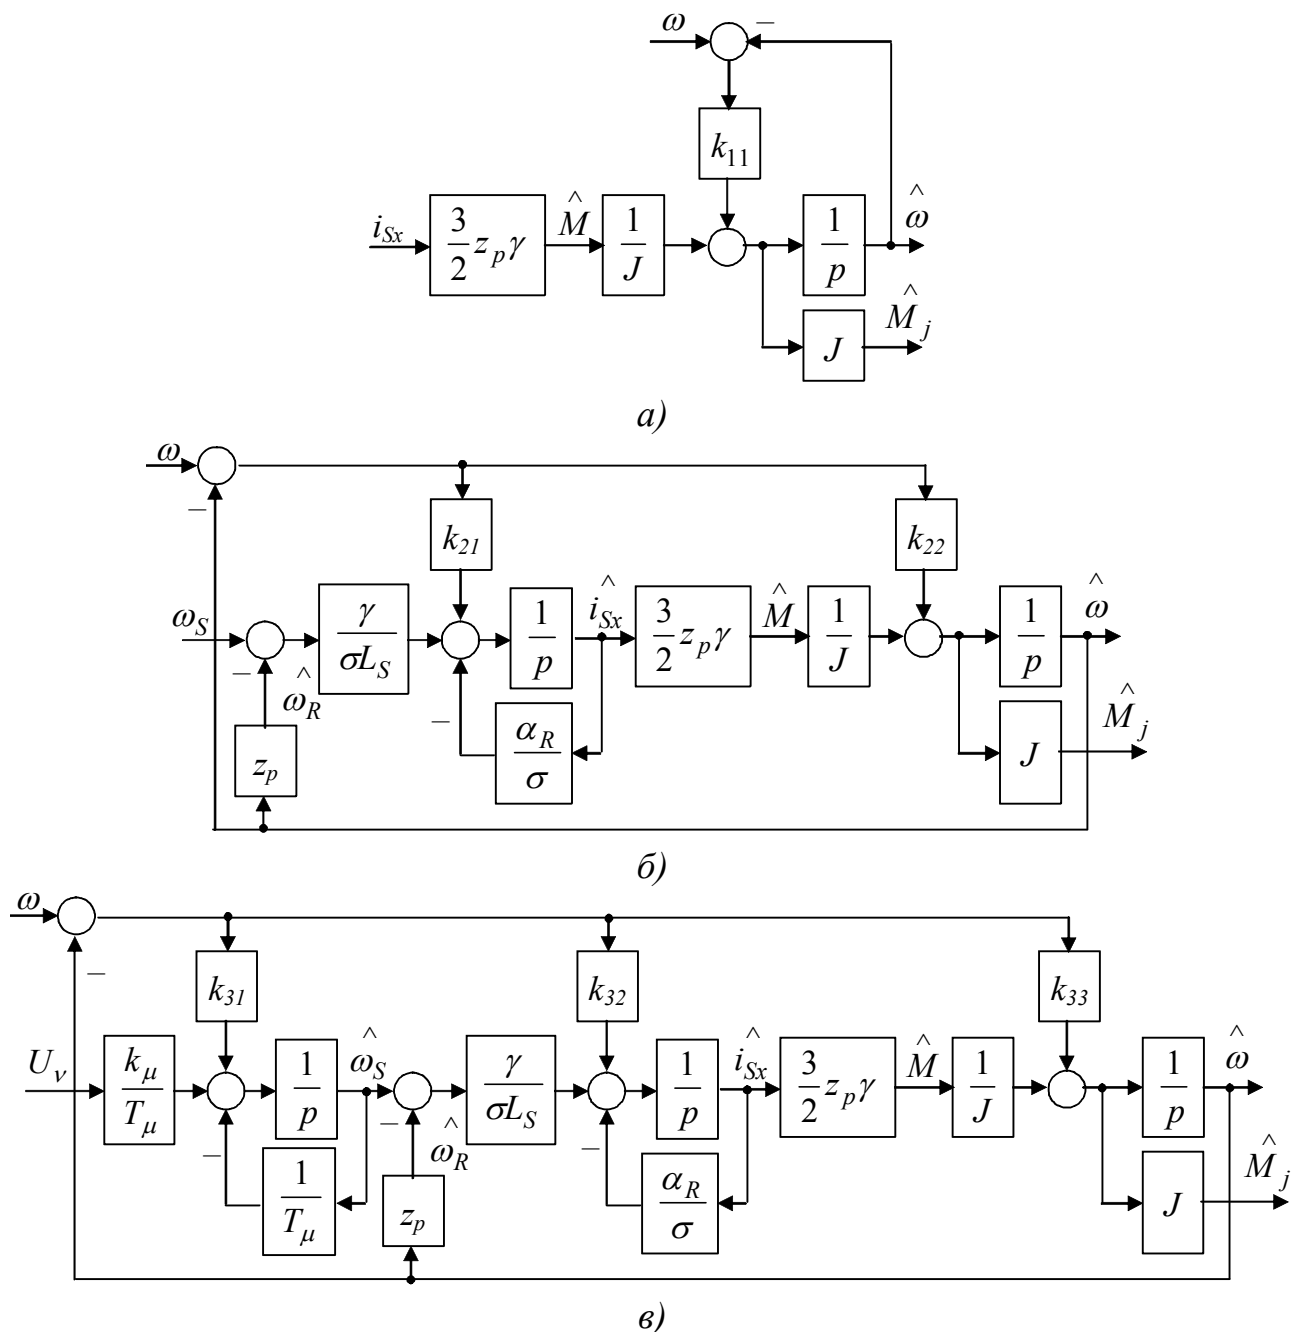 ω −
k₁₁
i_Sx 3/2 z_p γ M̂ 1/J 1/p ω̂
J M̂_j
а)
ω
−
k₂₁ k₂₂
ω_S − γ/σL_S 1/p î_Sx 3/2 z_p γ M̂ 1/J 1/p ω̂
ω̂_R − α_R/σ J M̂_j
z_p
б)
ω
−
k₃₁ k₃₂ k₃₃
U_ν k_μ/T_μ 1/p ω̂_S γ/σL_S 1/p î_Sx 3/2 z_p γ M̂ 1/J 1/p ω̂
− 1/T_μ − ω̂_R − α_R/σ J M̂_j
z_p
в)